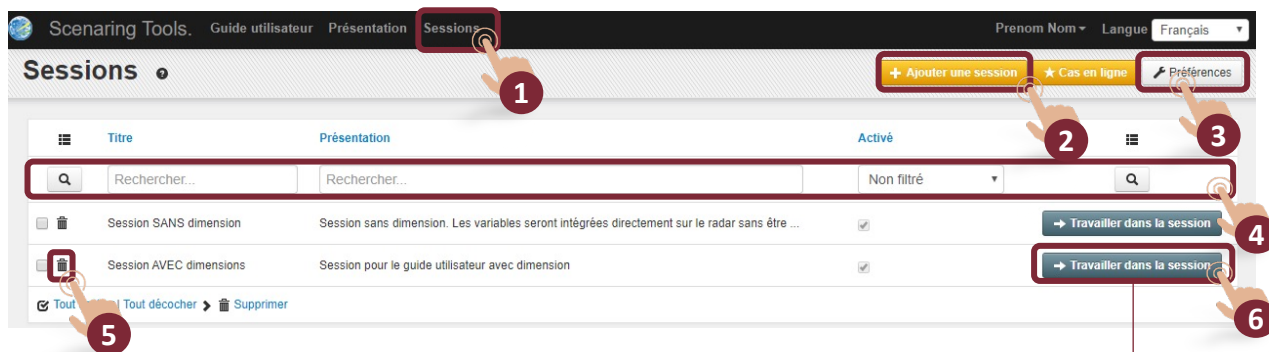 Scenaring Tools. Guide utilisateur Présentation Sessions Prenom Nom Langue Français
1
Sessions + Ajouter une session ★ Cas en ligne Préférences
2
3
Titre Présentation Activé
Rechercher... Rechercher... Non filtré
4
Session SANS dimension Session sans dimension. Les variables seront intégrées directement sur le radar sans être ... → Travailler dans la session
Session AVEC dimensions Session pour le guide utilisateur avec dimension → Travailler dans la session
Tout | Tout décocher Supprimer
5
6